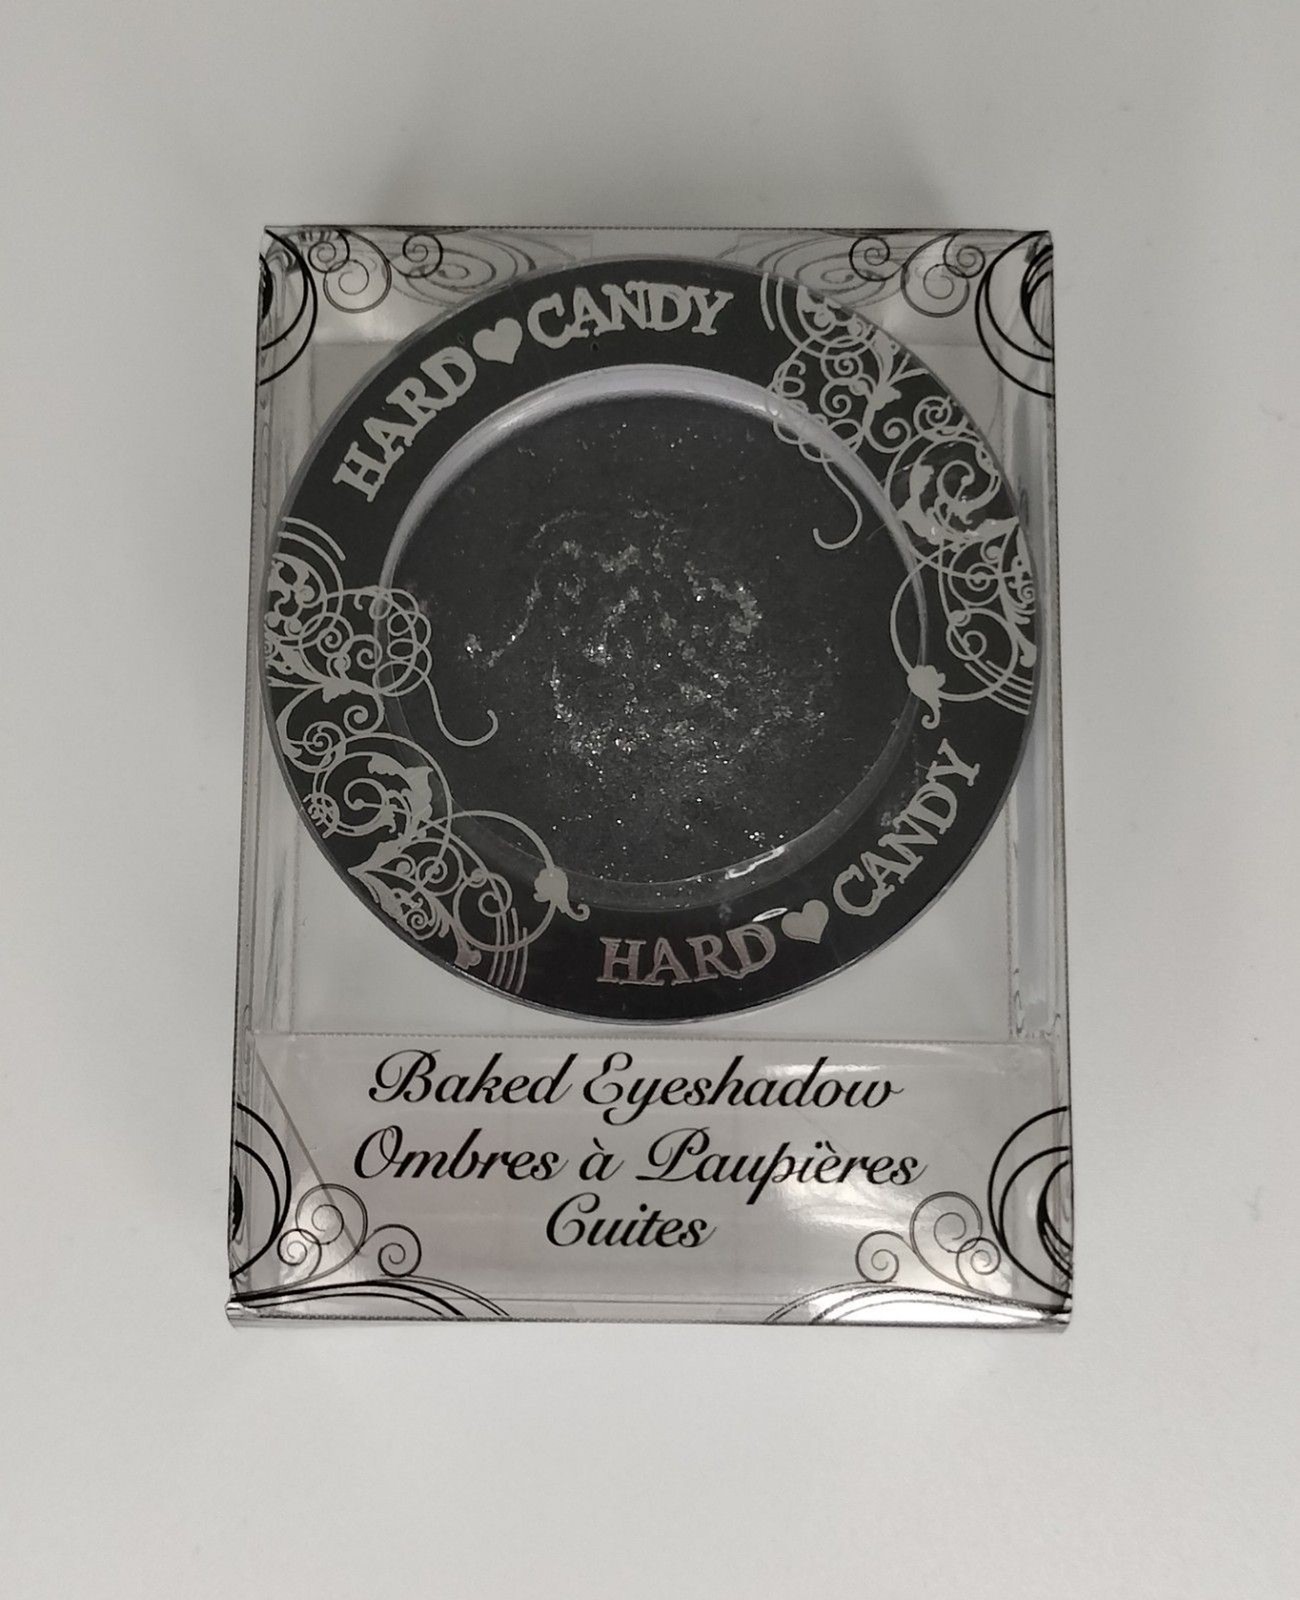 HARD CANDY
HARD CANDY
Baked Eyeshadow
Ombres à Paupières
Cuites